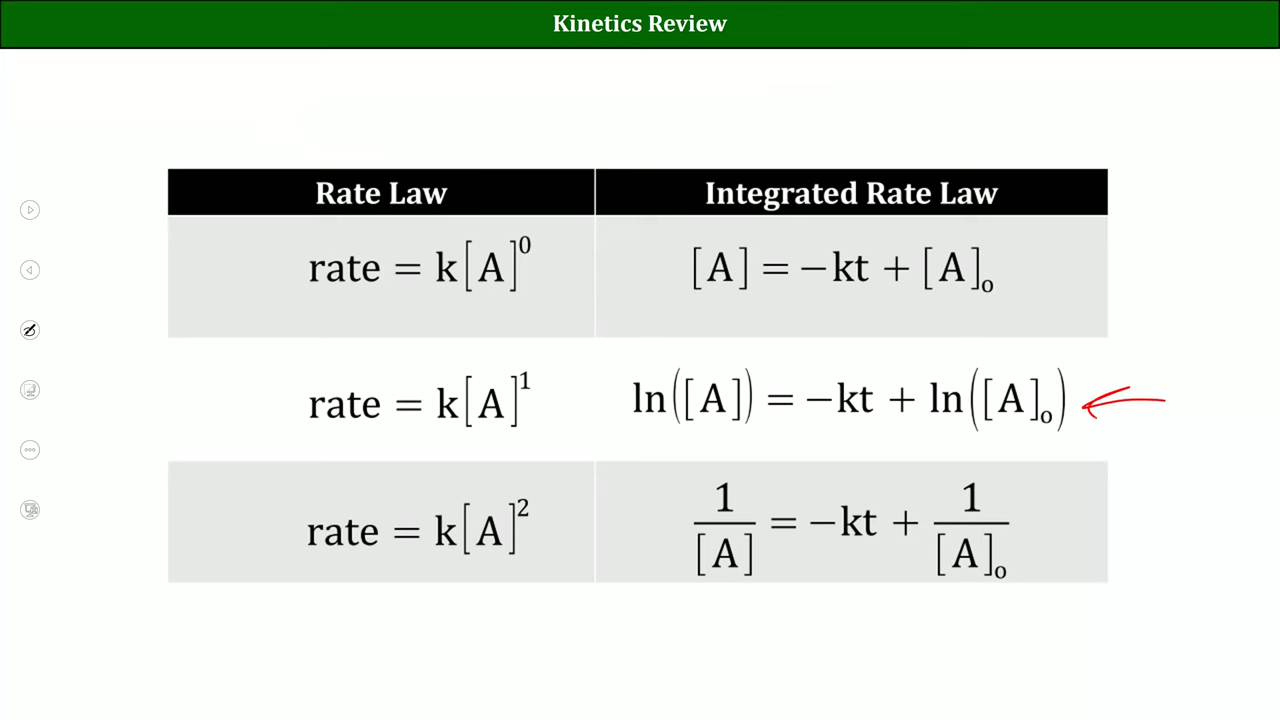 Kinetics Review
Rate Law Integrated Rate Law
rate = k[A]⁰ [A] = −kt + [A]ₒ
rate = k[A]¹ ln([A]) = −kt + ln([A]ₒ)
rate = k[A]² 1/[A] = −kt + 1/[A]ₒ